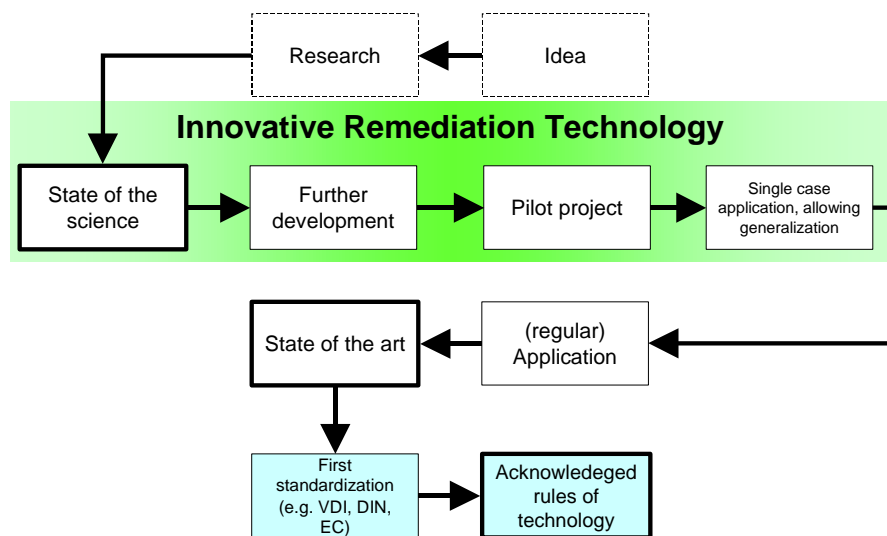 Research
Idea
Innovative Remediation Technology
State of the
science
Further
development
Pilot project
Single case
application, allowing
generalization
State of the art
(regular)
Application
First
standardization
(e.g. VDI, DIN,
EC)
Acknowledeged
rules of
technology